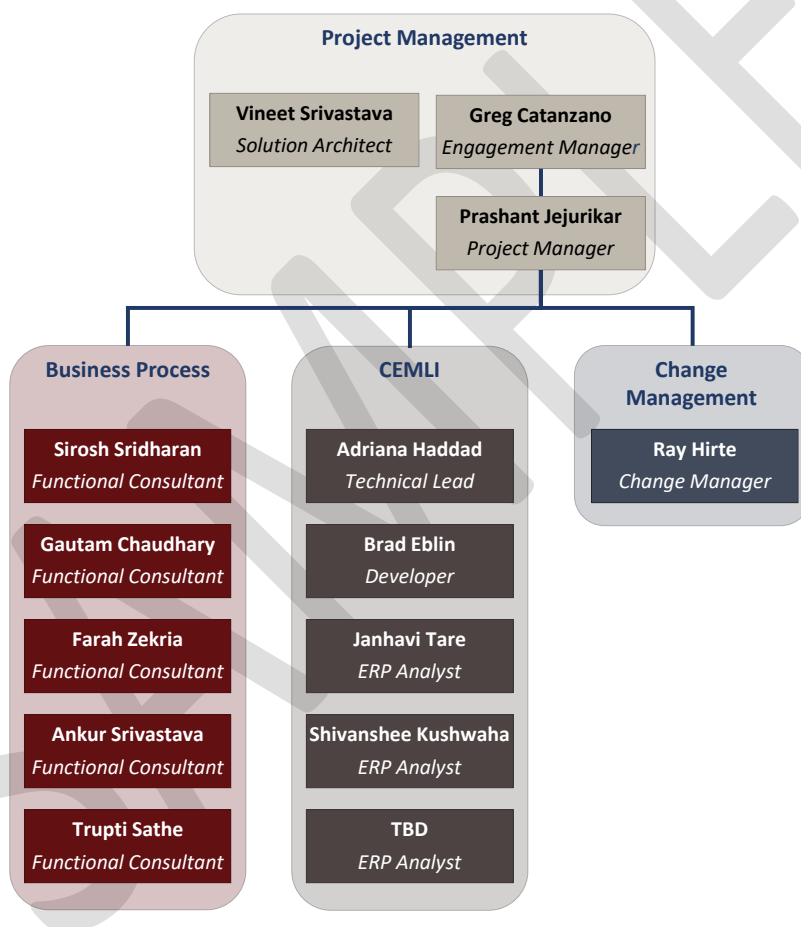 Project Management
Vineet Srivastava
Solution Architect
Greg Catanzano
Engagement Manager
Prashant Jejurikar
Project Manager
Business Process
Sirosh Sridharan
Functional Consultant
Gautam Chaudhary
Functional Consultant
Farah Zekria
Functional Consultant
Ankur Srivastava
Functional Consultant
Trupti Sathe
Functional Consultant
CEMLI
Adriana Haddad
Technical Lead
Brad Eblin
Developer
Janhavi Tare
ERP Analyst
Shivanshee Kushwaha
ERP Analyst
TBD
ERP Analyst
Change
Management
Ray Hirte
Change Manager
SAMPLE